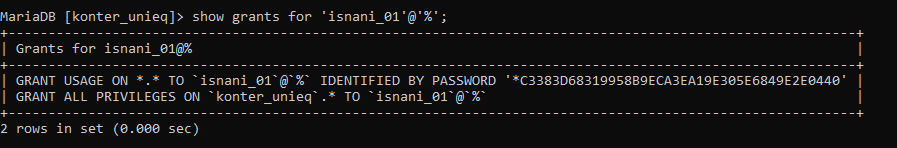 MariaDB [konter_unieq]> show grants for 'isnani_01'@'%';
+---------------------------------------------------------------------------------------------------------+
| Grants for isnani_01@%                                                                                  |
+---------------------------------------------------------------------------------------------------------+
| GRANT USAGE ON *.* TO `isnani_01`@`%` IDENTIFIED BY PASSWORD '*C3383D68319958B9ECA3EA19E305E6849E2E0440' |
| GRANT ALL PRIVILEGES ON `konter_unieq`.* TO `isnani_01`@`%`                                             |
+---------------------------------------------------------------------------------------------------------+
2 rows in set (0.000 sec)